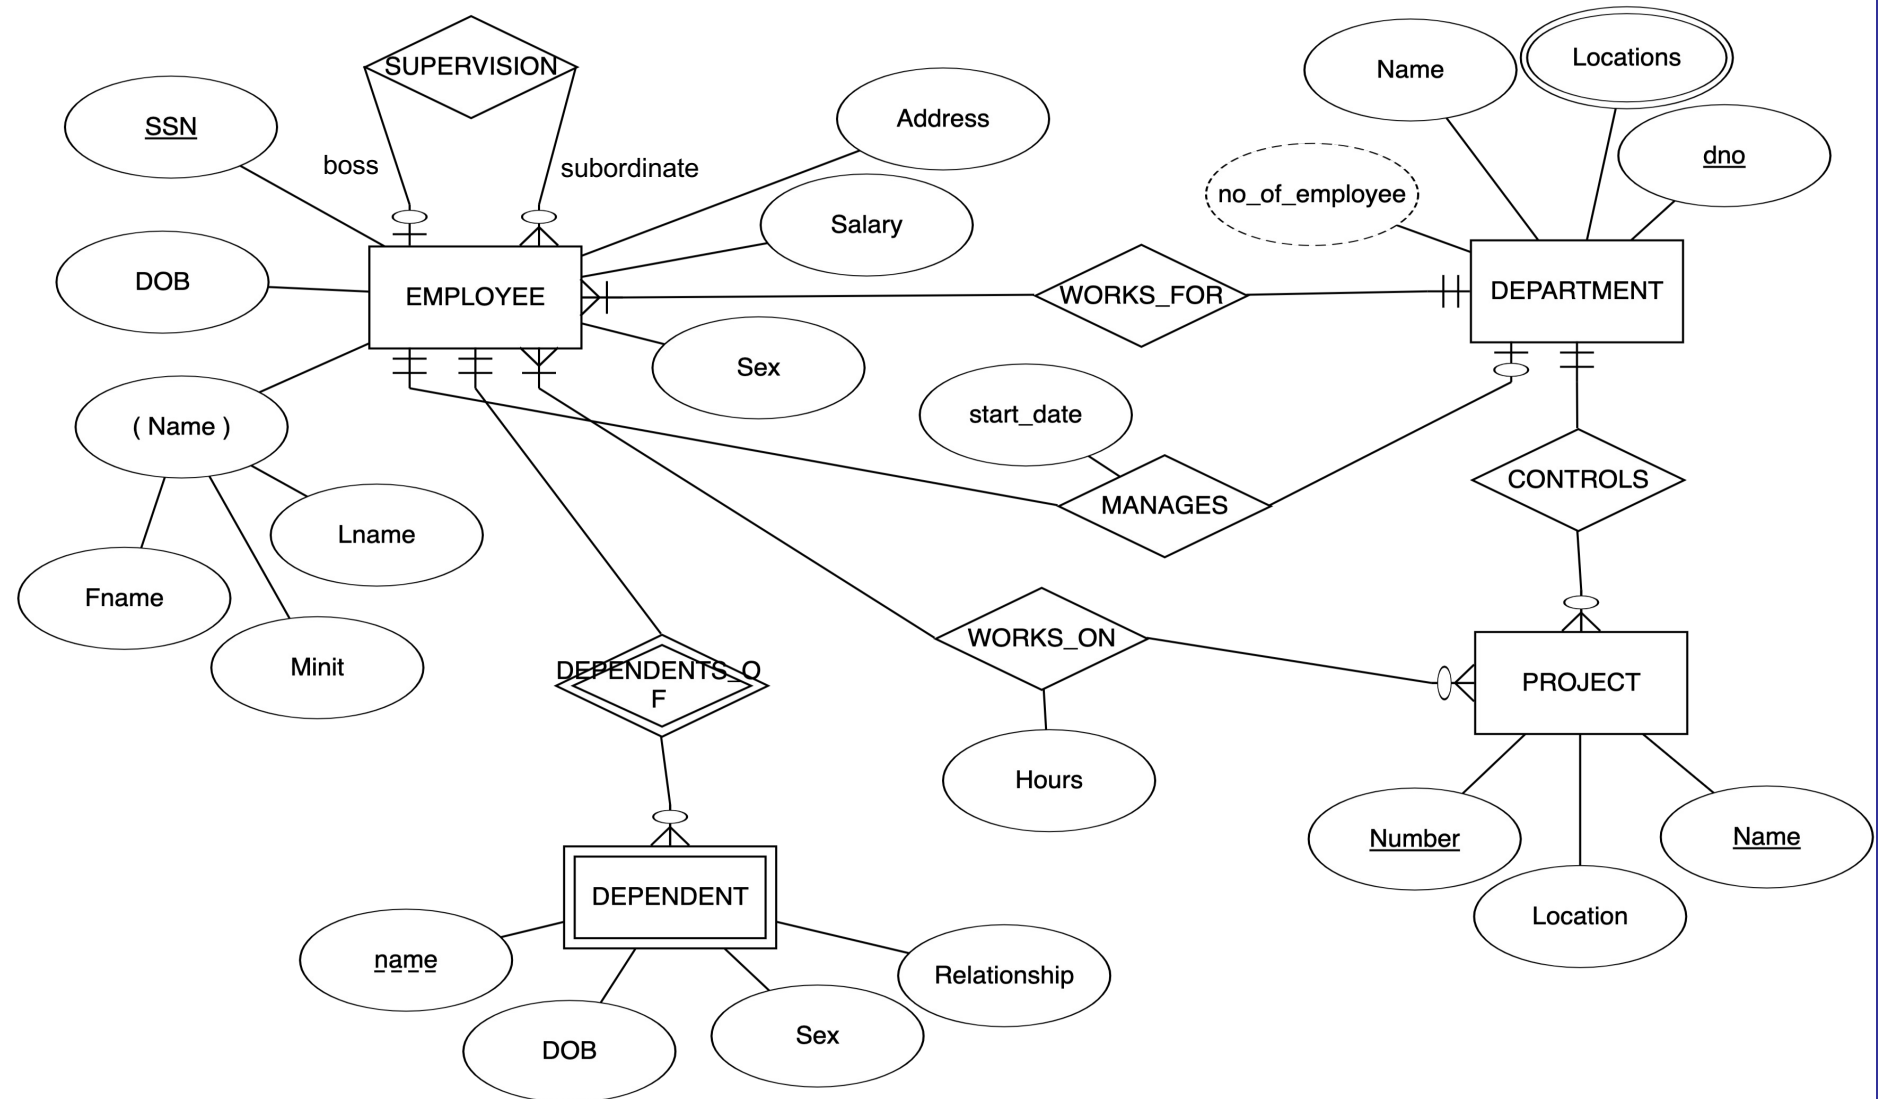 SUPERVISION
Name
Locations
SSN
Address
dno
boss
subordinate
no_of_employee
Salary
DOB
EMPLOYEE
WORKS_FOR
DEPARTMENT
Sex
start_date
( Name )
CONTROLS
MANAGES
Lname
Fname
WORKS_ON
Minit
DEPENDENTS_O
F
PROJECT
Hours
Number
Name
DEPENDENT
Location
name
Relationship
Sex
DOB